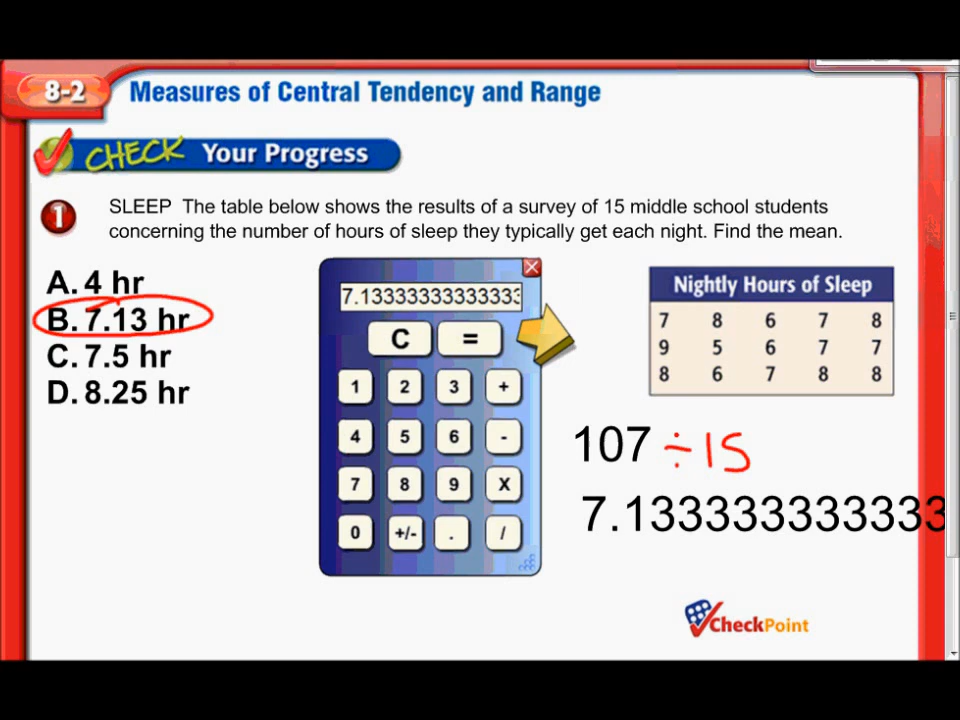 8-2 Measures of Central Tendency and Range
CHECK Your Progress
1 SLEEP The table below shows the results of a survey of 15 middle school students
concerning the number of hours of sleep they typically get each night. Find the mean.
A. 4 hr
B. 7.13 hr
C. 7.5 hr
D. 8.25 hr
7.13333333333333
C =
1 2 3 +
4 5 6 -
7 8 9 X
0 +/- . /
Nightly Hours of Sleep
7 8 6 7 8
9 5 6 7 7
8 6 7 8 8
107 ÷15
7.133333333333
CheckPoint